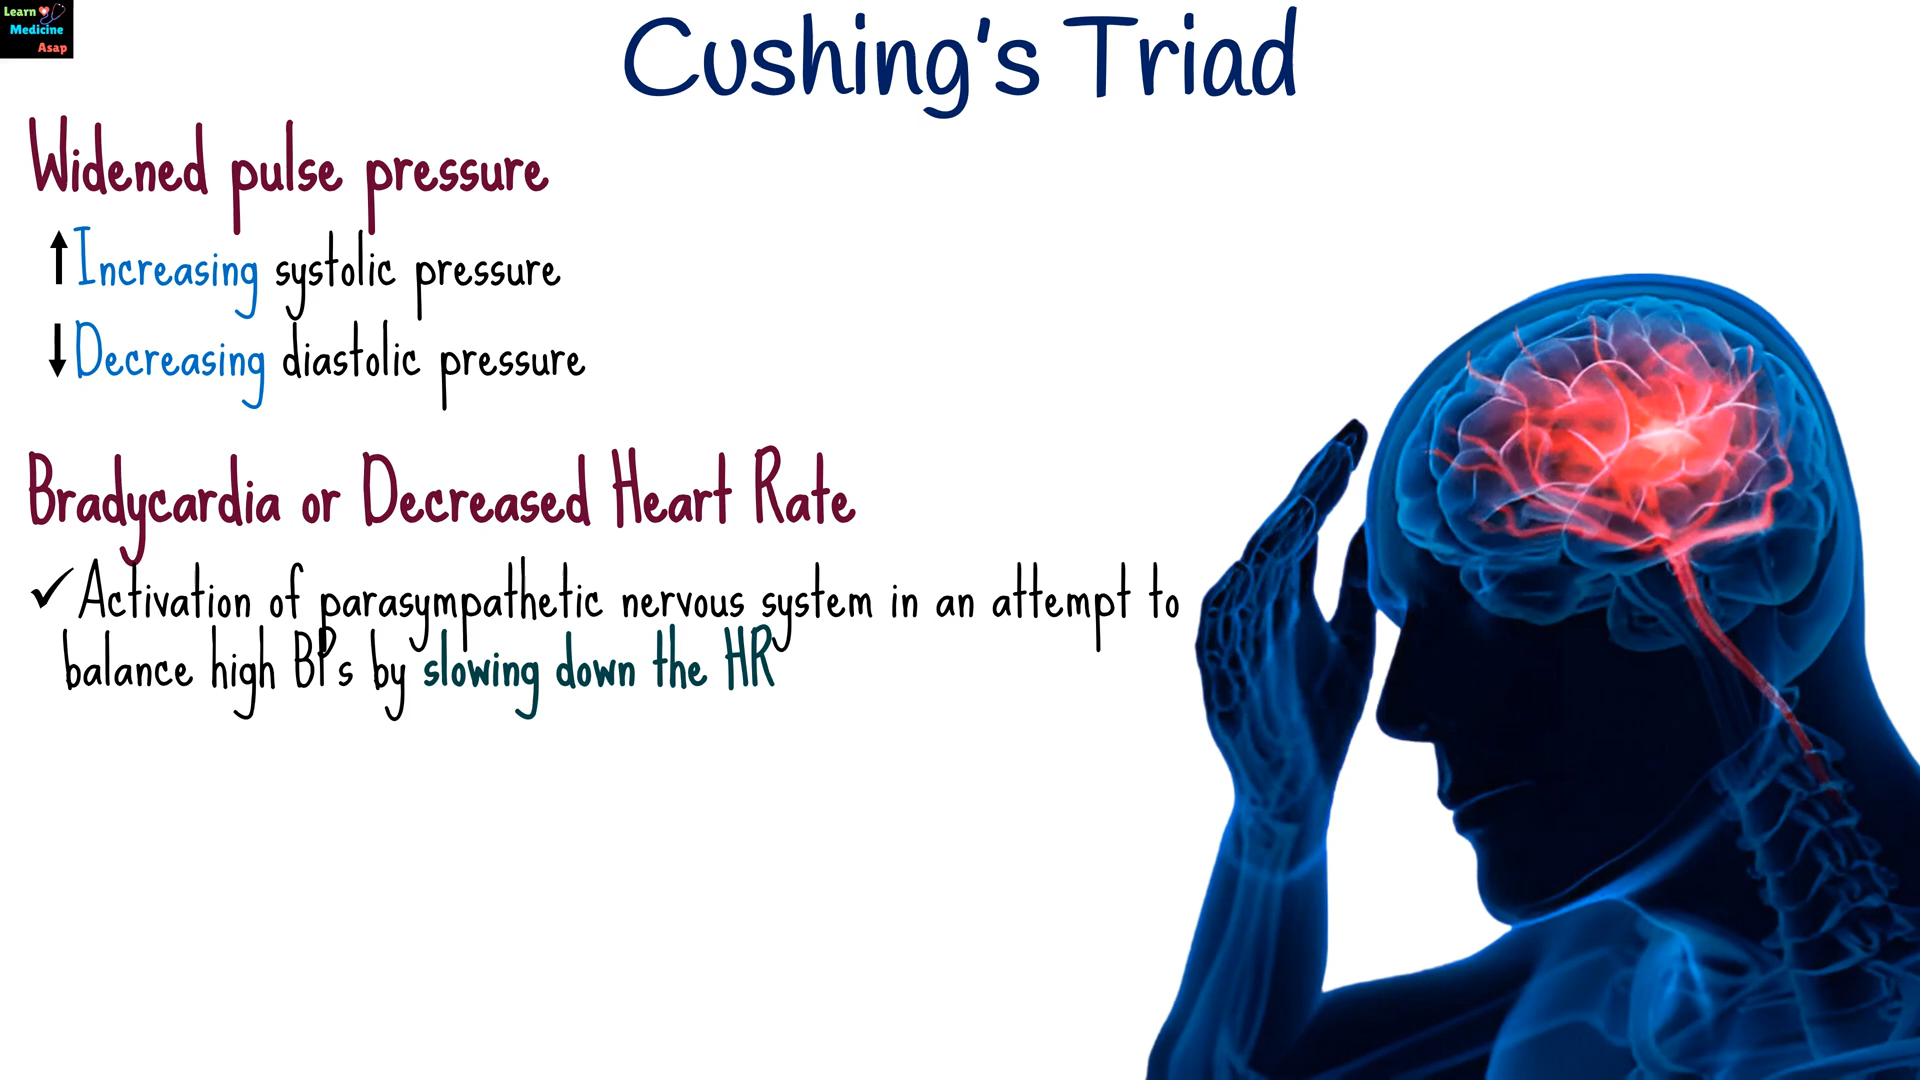 Learn
Medicine
Asap
Cushing's Triad
Widened pulse pressure
↑Increasing systolic pressure
↓Decreasing diastolic pressure
Bradycardia or Decreased Heart Rate
✓Activation of parasympathetic nervous system in an attempt to
balance high BPs by slowing down the HR